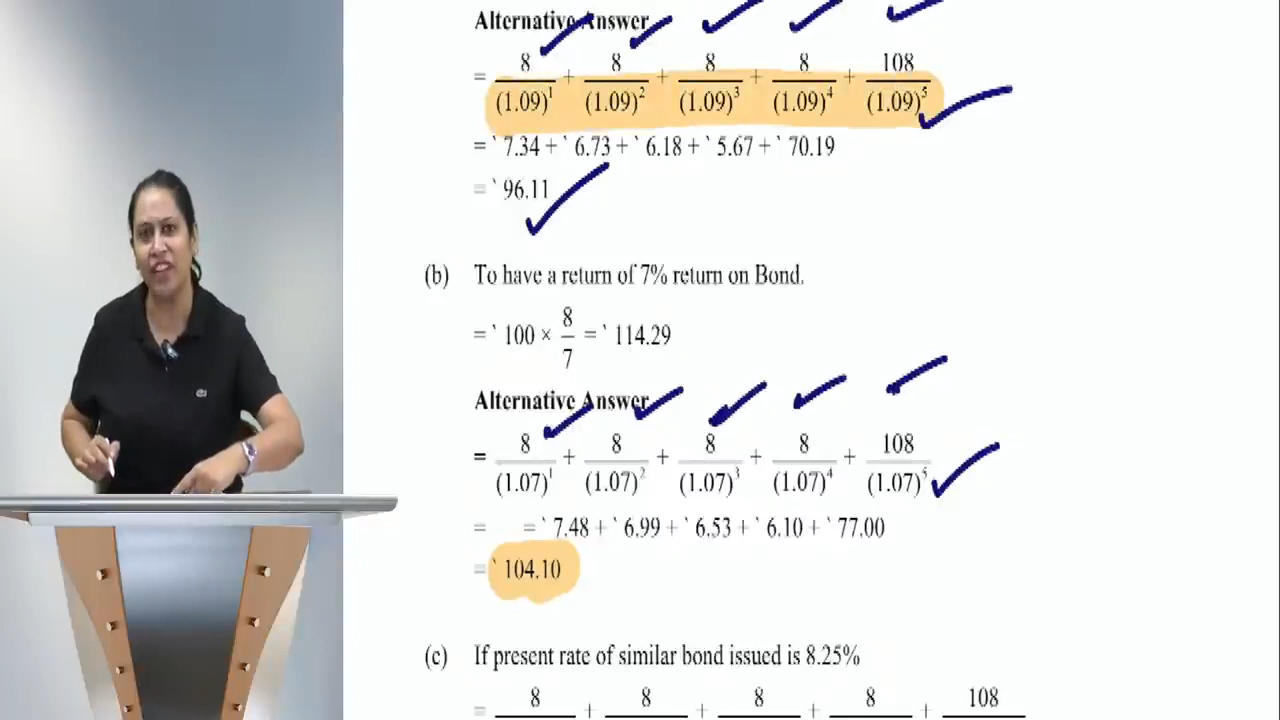 Alternative Answer
= 8/(1.09)¹ + 8/(1.09)² + 8/(1.09)³ + 8/(1.09)⁴ + 108/(1.09)⁵
= ` 7.34 + ` 6.73 + ` 6.18 + ` 5.67 + ` 70.19
= ` 96.11
(b) To have a return of 7% return on Bond.
= ` 100 × 8/7 = ` 114.29
Alternative Answer
= 8/(1.07)¹ + 8/(1.07)² + 8/(1.07)³ + 8/(1.07)⁴ + 108/(1.07)⁵
= = ` 7.48 + ` 6.99 + ` 6.53 + ` 6.10 + ` 77.00
= ` 104.10
(c) If present rate of similar bond issued is 8.25%
= 8 + 8 + 8 + 8 + 108